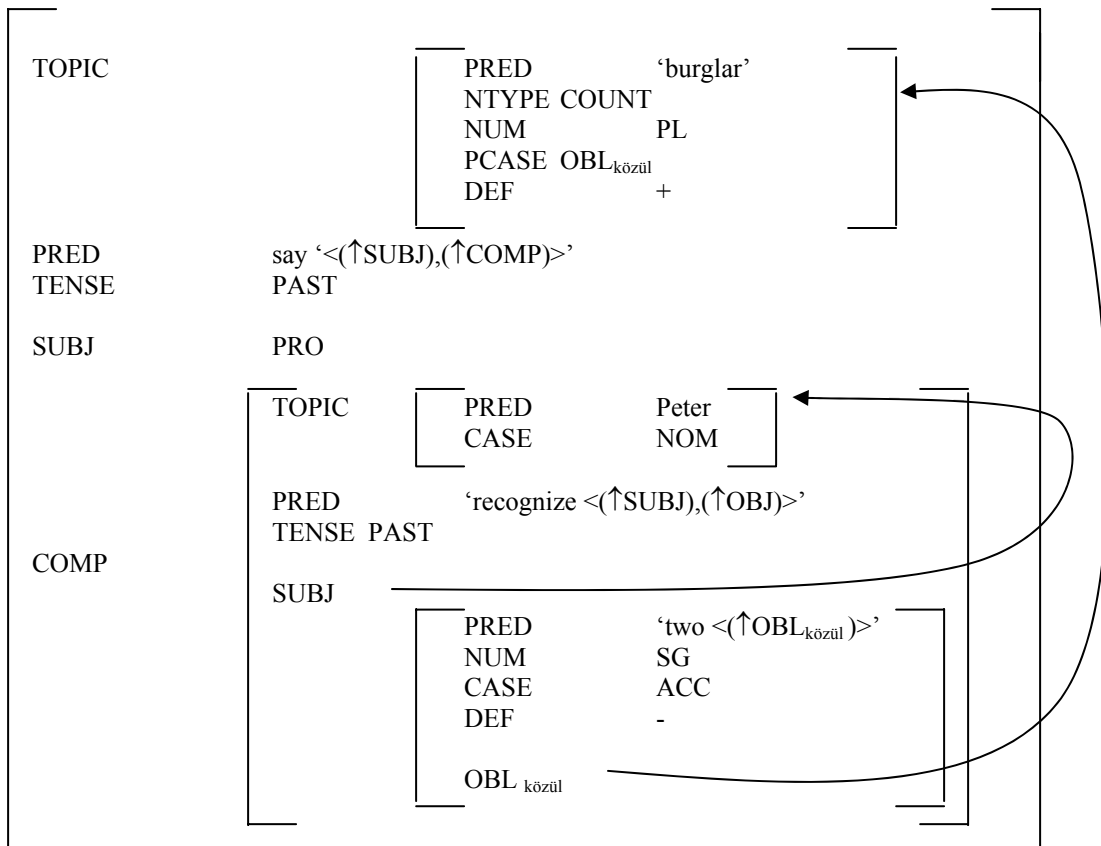 TOPIC PRED ‘burglar’
NTYPE COUNT
NUM PL
PCASE OBLközül
DEF +
PRED say ‘<(↑SUBJ),(↑COMP)>’
TENSE PAST
SUBJ PRO
TOPIC PRED Peter
CASE NOM
PRED ‘recognize <(↑SUBJ),(↑OBJ)>’
TENSE PAST
COMP
SUBJ
PRED ‘two <(↑OBLközül)>’
NUM SG
CASE ACC
DEF -
OBL közül